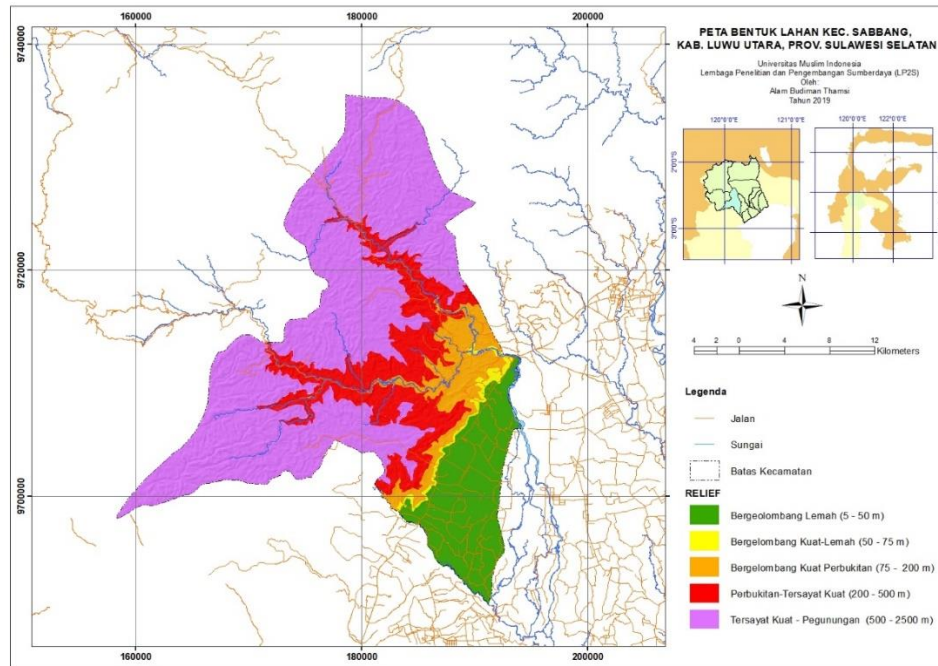 160000
180000
200000
9740000
9720000
9700000
160000
180000
200000
PETA BENTUK LAHAN KEC. SABBANG,
KAB. LUWU UTARA, PROV. SULAWESI SELATAN
Universitas Muslim Indonesia
Lembaga Penelitian dan Pengembangan Sumberdaya (LP2S)
Oleh:
Alam Budiman Thamsi
Tahun 2019
120°0'0"E
121°0'0"E
2°0'0"S
3°0'0"S
120°0'0"E
122°0'0"E
N
4 2 0 4 8 12
Kilometers
Legenda
Jalan
Sungai
Batas Kecamatan
RELIEF
Bergeolombang Lemah (5 - 50 m)
Bergelombang Kuat-Lemah (50 - 75 m)
Bergelombang Kuat Perbukitan (75 - 200 m)
Perbukitan-Tersayat Kuat (200 - 500 m)
Tersayat Kuat - Pegunungan (500 - 2500 m)